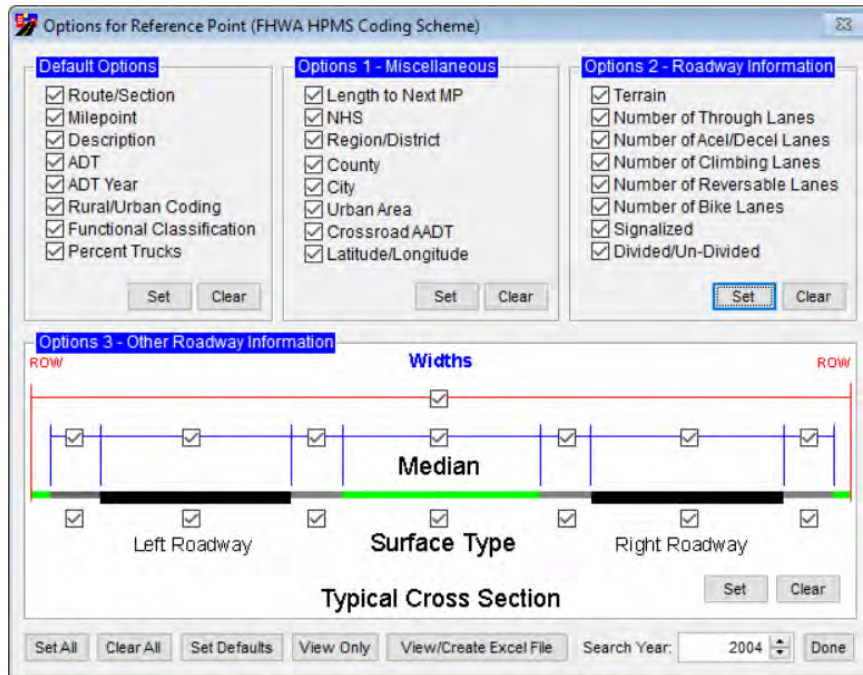 Options for Reference Point (FHWA HPMS Coding Scheme)
Default Options
Route/Section
Milepoint
Description
ADT
ADT Year
Rural/Urban Coding
Functional Classification
Percent Trucks
Set Clear
Options 1 - Miscellaneous
Length to Next MP
NHS
Region/District
County
City
Urban Area
Crossroad AADT
Latitude/Longitude
Set Clear
Options 2 - Roadway Information
Terrain
Number of Through Lanes
Number of Acel/Decel Lanes
Number of Climbing Lanes
Number of Reversable Lanes
Number of Bike Lanes
Signalized
Divided/Un-Divided
Set Clear
Options 3 - Other Roadway Information
ROW Widths ROW
Median
Left Roadway Surface Type Right Roadway
Typical Cross Section
Set Clear
Set All Clear All Set Defaults View Only View/Create Excel File Search Year: 2004 Done